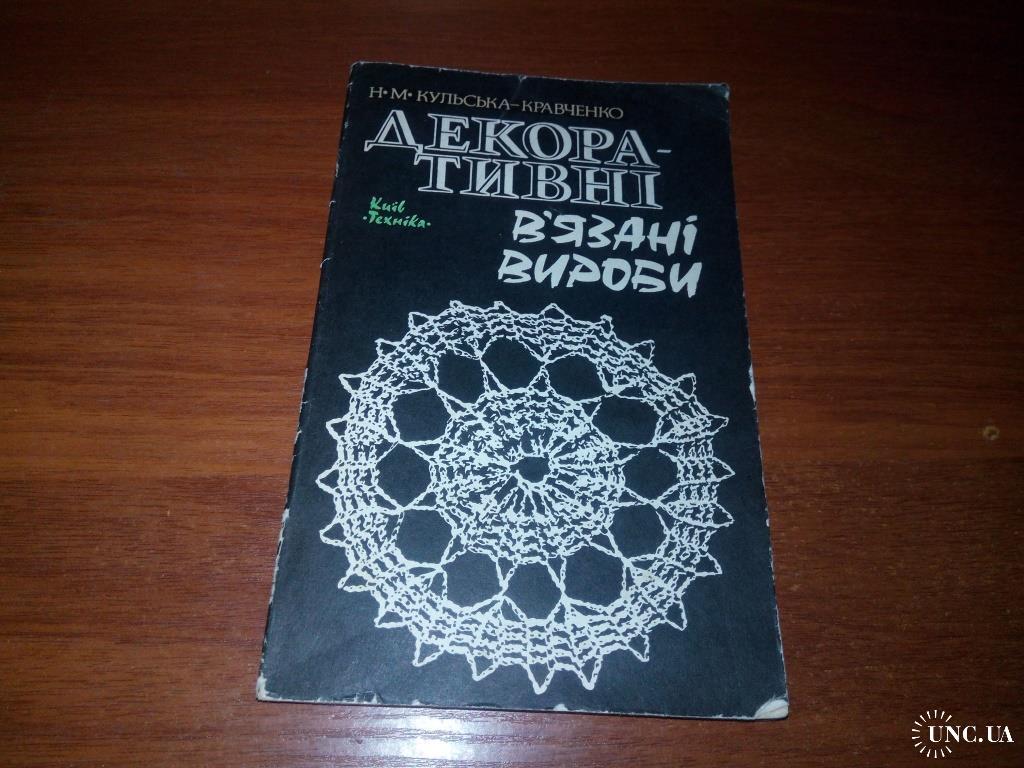 Н·М·КУЛЬСЬКА–КРАВЧЕНКО
ДЕКОРА-
ТИВНІ
Київ
·Техніка·
В'ЯЗАНІ
ВИРОБИ
UNC.UA